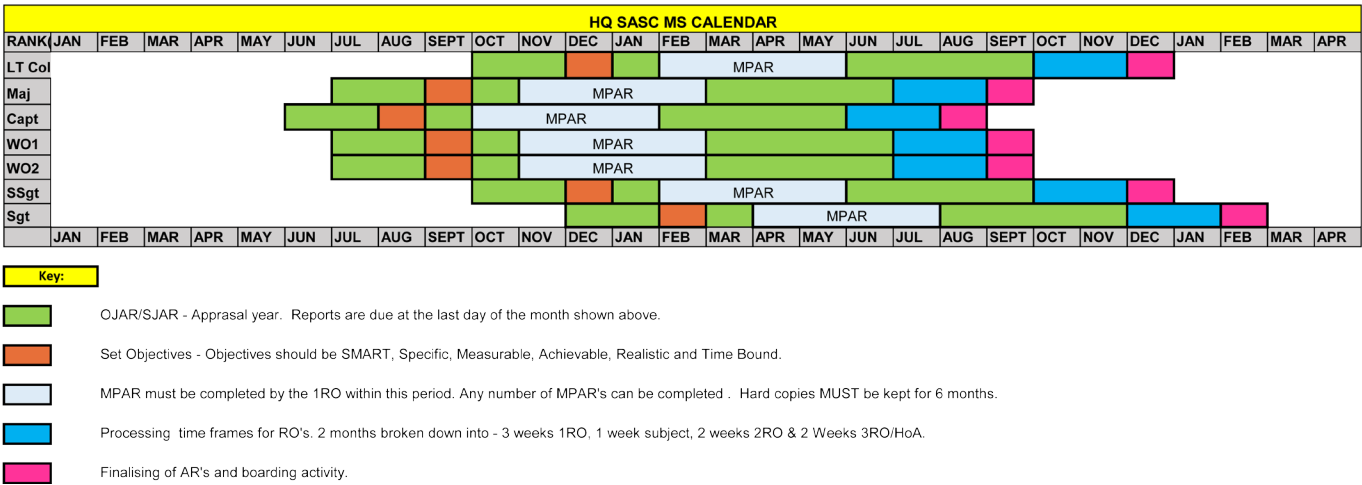 HQ SASC MS CALENDAR
RANK( JAN FEB MAR APR MAY JUN JUL AUG SEPT OCT NOV DEC JAN FEB MAR APR MAY JUN JUL AUG SEPT OCT NOV DEC JAN FEB MAR APR
LT Col MPAR
Maj MPAR
Capt MPAR
WO1 MPAR
WO2 MPAR
SSgt MPAR
Sgt MPAR
JAN FEB MAR APR MAY JUN JUL AUG SEPT OCT NOV DEC JAN FEB MAR APR MAY JUN JUL AUG SEPT OCT NOV DEC JAN FEB MAR APR
Key:
OJAR/SJAR - Apprasal year. Reports are due at the last day of the month shown above.
Set Objectives - Objectives should be SMART, Specific, Measurable, Achievable, Realistic and Time Bound.
MPAR must be completed by the 1RO within this period. Any number of MPAR's can be completed . Hard copies MUST be kept for 6 months.
Processing time frames for RO's. 2 months broken down into - 3 weeks 1RO, 1 week subject, 2 weeks 2RO & 2 Weeks 3RO/HoA.
Finalising of AR's and boarding activity.